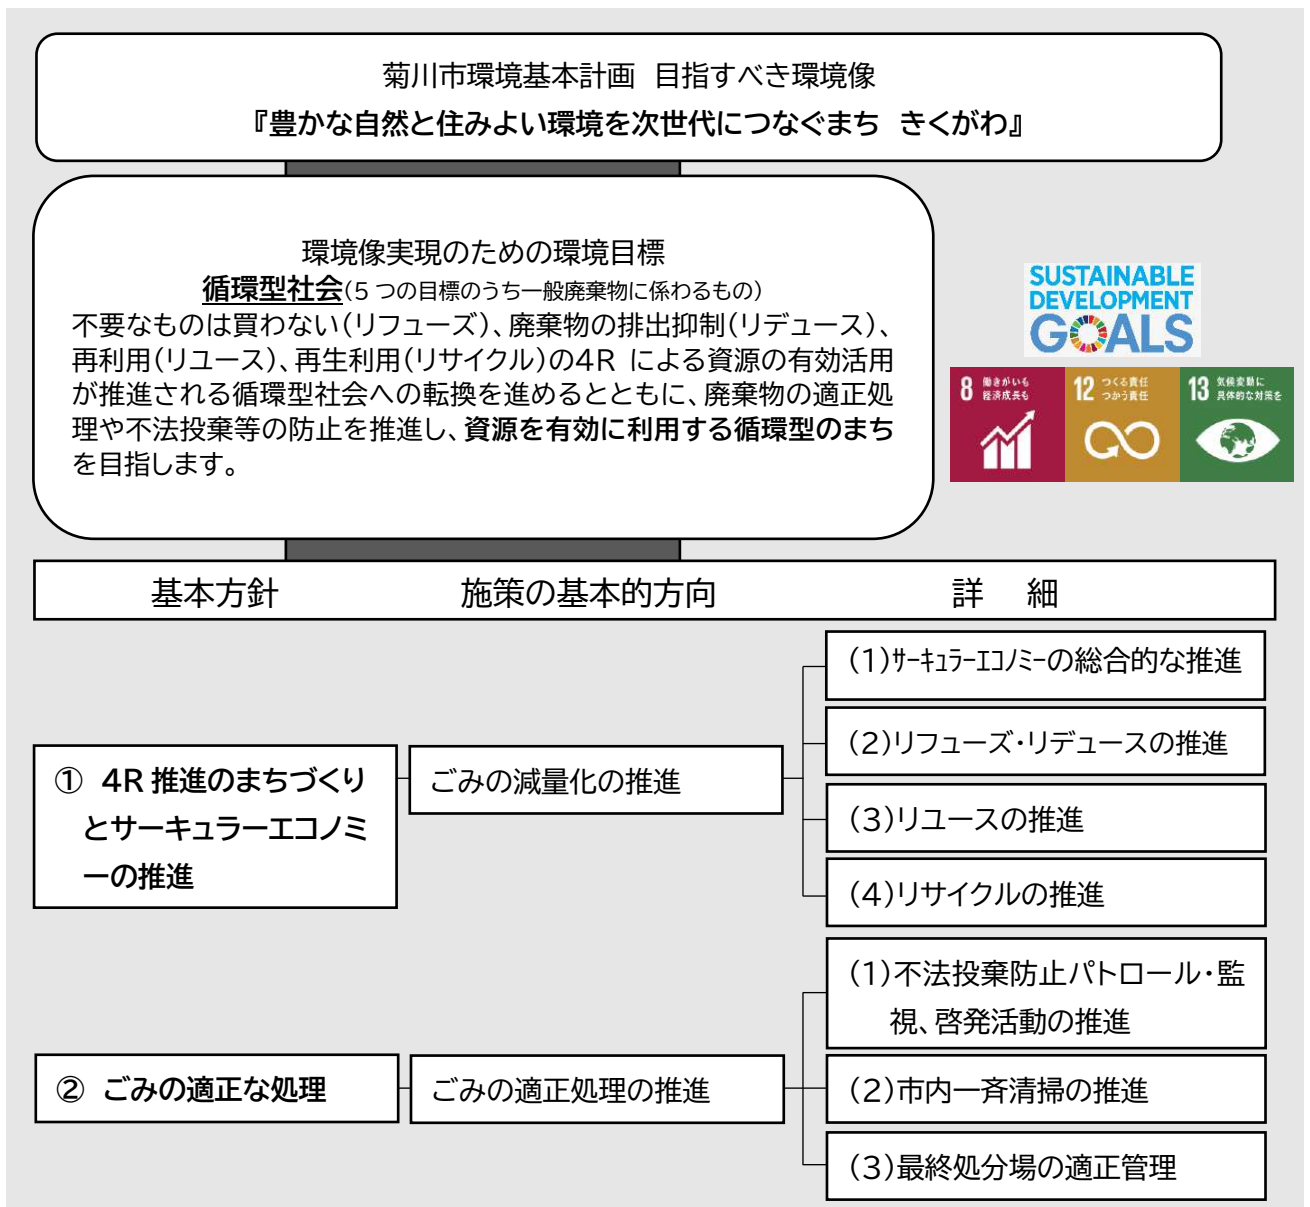 菊川市環境基本計画 目指すべき環境像
『豊かな自然と住みよい環境を次世代につなぐまち きくがわ』
環境像実現のための環境目標
循環型社会(5 つの目標のうち一般廃棄物に係わるもの)
不要なものは買わない(リフューズ)、廃棄物の排出抑制(リデュース)、
再利用(リユース)、再生利用(リサイクル)の4R による資源の有効活用
が推進される循環型社会への転換を進めるとともに、廃棄物の適正処
理や不法投棄等の防止を推進し、資源を有効に利用する循環型のまち
を目指します。
SUSTAINABLE
DEVELOPMENT
GOALS
8 働きがいも
経済成長も
12 つくる責任
つかう責任
13 気候変動に
具体的な対策を
基本方針 施策の基本的方向 詳 細
① 4R 推進のまちづくり
とサーキュラーエコノミ
ーの推進
ごみの減量化の推進
(1)ｻｰｷｭﾗｰｴｺﾉﾐｰの総合的な推進
(2)リフューズ・リデュースの推進
(3)リユースの推進
(4)リサイクルの推進
② ごみの適正な処理
ごみの適正処理の推進
(1)不法投棄防止パトロール・監
視、啓発活動の推進
(2)市内一斉清掃の推進
(3)最終処分場の適正管理